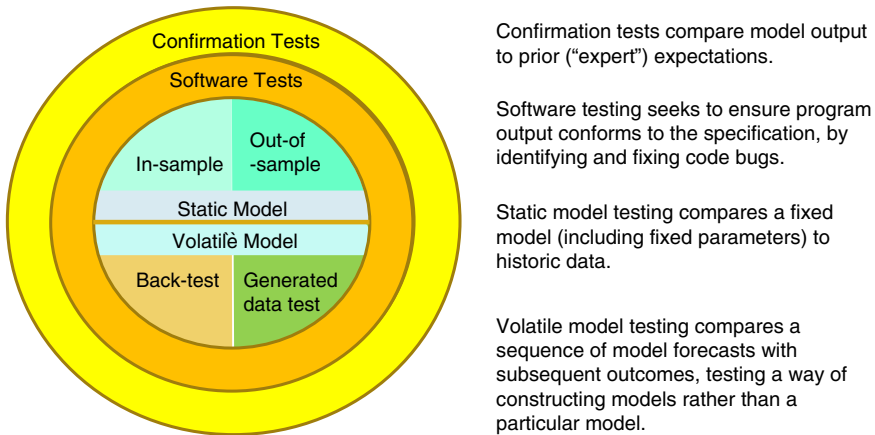 Confirmation Tests
Software Tests
In-sample
Out-of
-sample
Static Model
Volatilè Model
Back-test
Generated
data test
Confirmation tests compare model output
to prior (“expert”) expectations.
Software testing seeks to ensure program
output conforms to the specification, by
identifying and fixing code bugs.
Static model testing compares a fixed
model (including fixed parameters) to
historic data.
Volatile model testing compares a
sequence of model forecasts with
subsequent outcomes, testing a way of
constructing models rather than a
particular model.